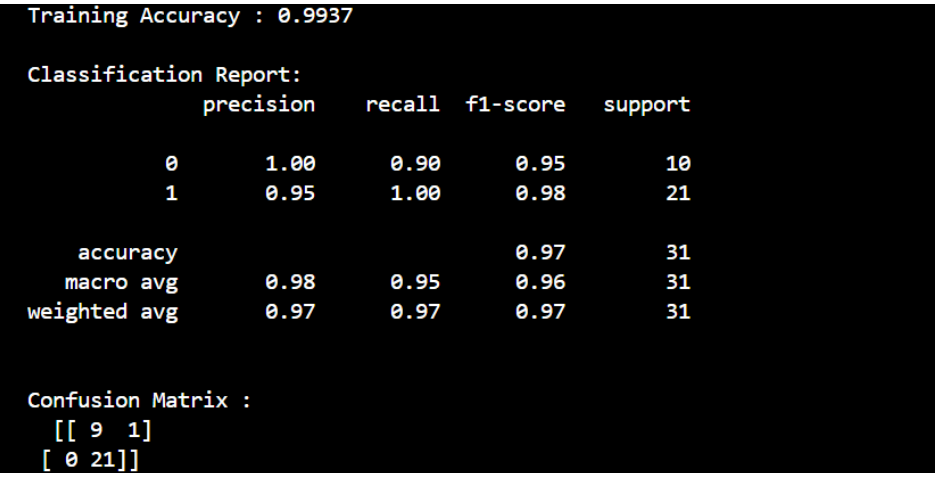 Training Accuracy : 0.9937
Classification Report:
precision recall f1-score support
0 1.00 0.90 0.95 10
1 0.95 1.00 0.98 21
accuracy 0.97 31
macro avg 0.98 0.95 0.96 31
weighted avg 0.97 0.97 0.97 31
Confusion Matrix :
[[ 9 1]
[ 0 21]]